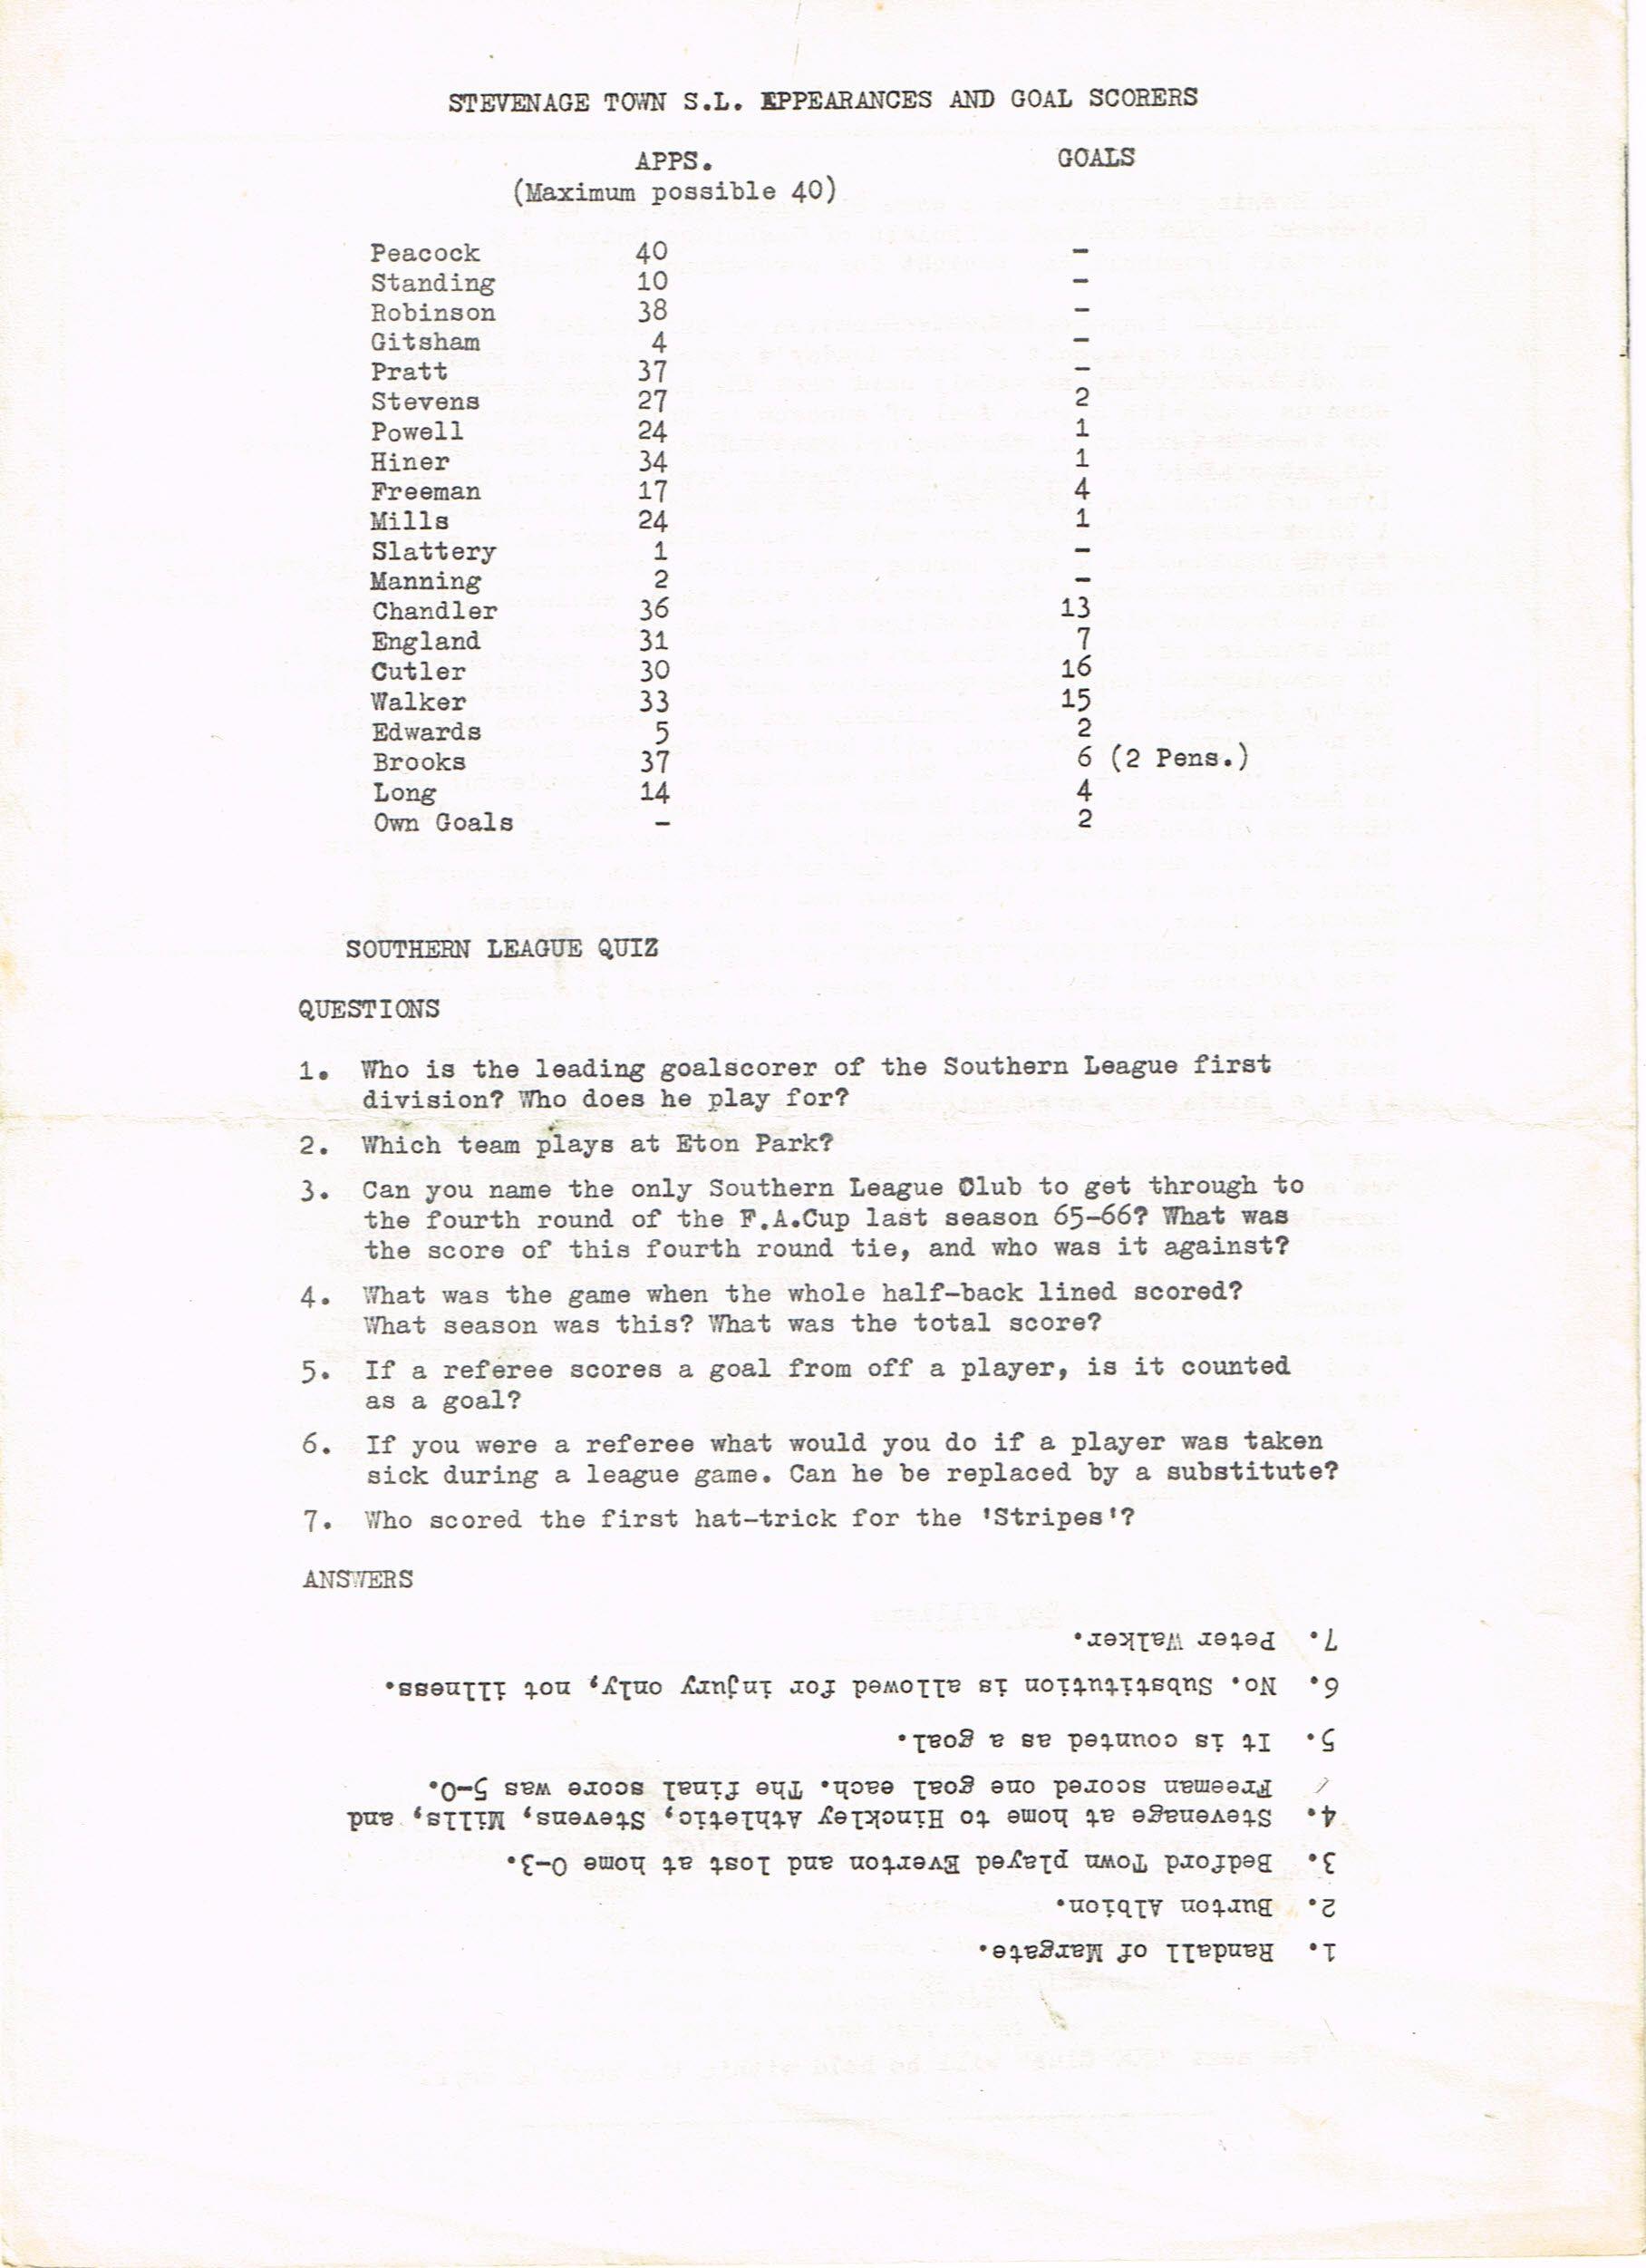 STEVENAGE TOWN S.L. APPEARANCES AND GOAL SCORERS
APPS. GOALS
(Maximum possible 40)
Peacock 40 -
Standing 10 -
Robinson 38 -
Gitsham 4 -
Pratt 37 -
Stevens 27 2
Powell 24 1
Hiner 34 1
Freeman 17 4
Mills 24 1
Slattery 1 -
Manning 2 -
Chandler 36 13
England 31 7
Cutler 30 16
Walker 33 15
Edwards 5 2
Brooks 37 6 (2 Pens.)
Long 14 4
Own Goals - 2
SOUTHERN LEAGUE QUIZ
QUESTIONS
1. Who is the leading goalscorer of the Southern League first
division? Who does he play for?
2. Which team plays at Eton Park?
3. Can you name the only Southern League Club to get through to
the fourth round of the F.A.Cup last season 65-66? What was
the score of this fourth round tie, and who was it against?
4. What was the game when the whole half-back lined scored?
What season was this? What was the total score?
5. If a referee scores a goal from off a player, is it counted
as a goal?
6. If you were a referee what would you do if a player was taken
sick during a league game. Can he be replaced by a substitute?
7. Who scored the first hat-trick for the 'Stripes'?
ANSWERS
1. Randall of Margate.
2. Burton Albion.
3. Bedford Town played Everton and lost at home 0-3.
4. Stevenage at home to Hinckley Athletic, Stevens, Mills, and
Freeman scored one goal each. The final score was 5-0.
5. It is counted as a goal.
6. No. Substitution is allowed for injury only, not illness.
7. Peter Walker.